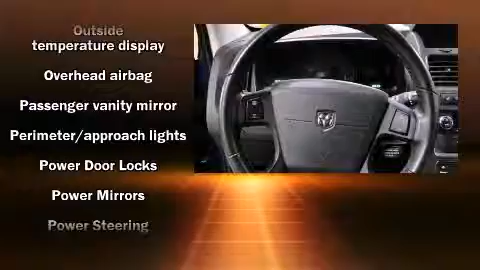 Outside
temperature display
Overhead airbag
Passenger vanity mirror
Perimeter/approach lights
Power Door Locks
Power Mirrors
Power Steering